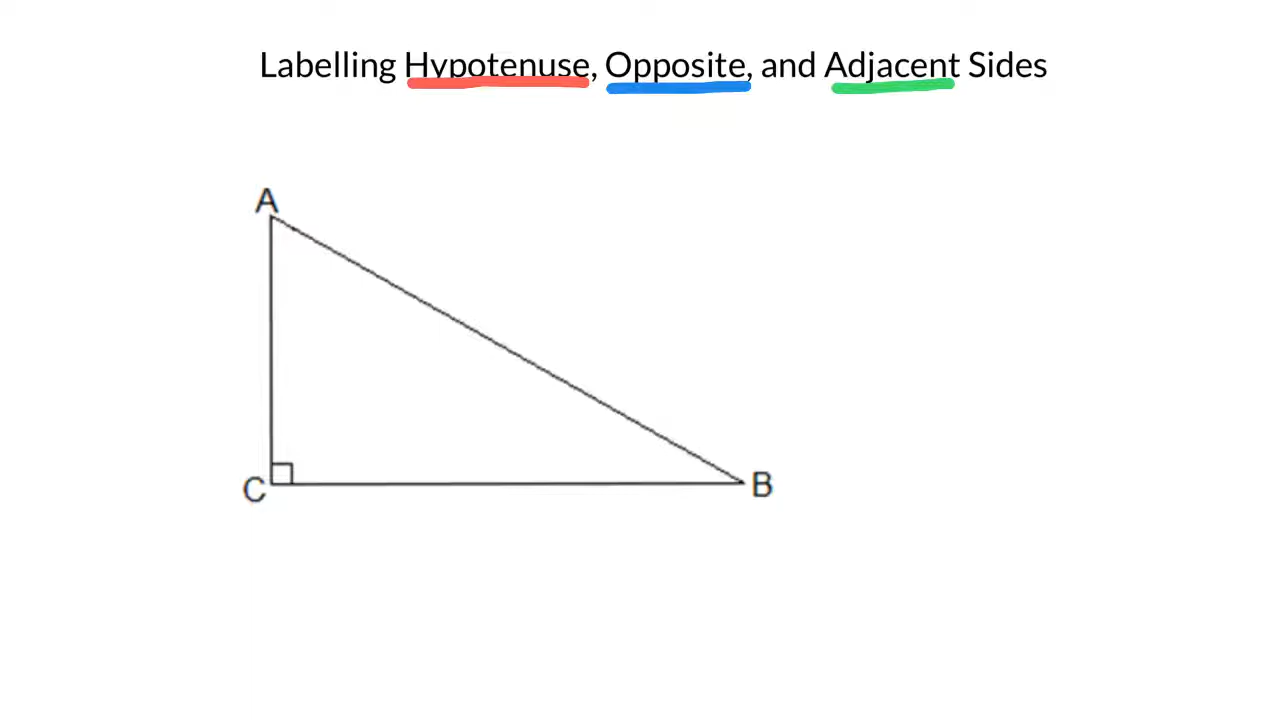 Labelling Hypotenuse, Opposite, and Adjacent Sides
A
C
B